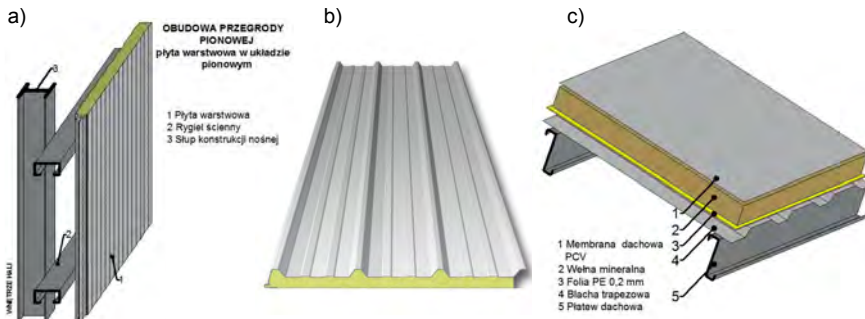 a)
OBUDOWA PRZEGRODY
PIONOWEJ
płyta warstwowa w układzie
pionowym
3
1 Płyta warstwowa
2 Rygiel ścienny
3 Słup konstrukcji nośnej
2
1
WNĘTRZE HALI
b)
c)
1
2
3
4
5
1 Membrana dachowa
PCV
2 Wełna mineralna
3 Folia PE 0,2 mm
4 Blacha trapezowa
5 Płatew dachowa